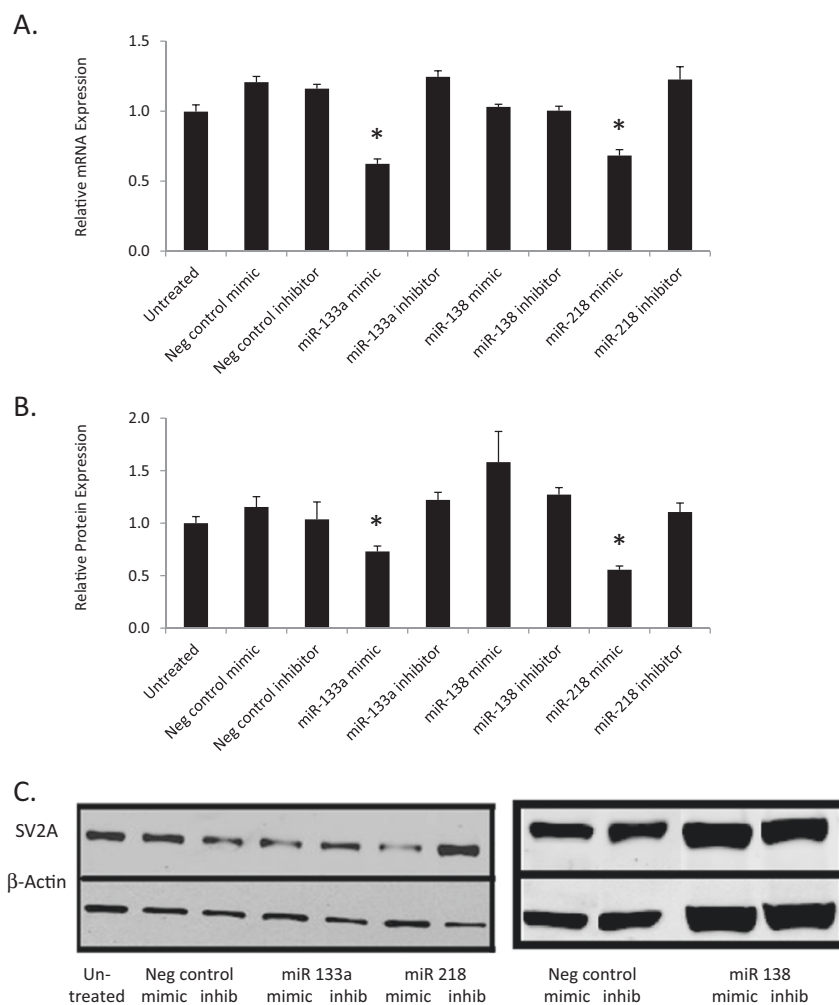 A.
Relative mRNA Expression
1.5
1.0
0.5
0.0
*
*
Untreated
Neg control mimic
Neg control inhibitor
miR-133a mimic
miR-133a inhibitor
miR-138 mimic
miR-138 inhibitor
miR-218 mimic
miR-218 inhibitor
B.
Relative Protein Expression
2.0
1.5
1.0
0.5
0.0
*
*
Untreated
Neg control mimic
Neg control inhibitor
miR-133a mimic
miR-133a inhibitor
miR-138 mimic
miR-138 inhibitor
miR-218 mimic
miR-218 inhibitor
C.
SV2A
β-Actin
Un- Neg control miR 133a miR 218 Neg control miR 138
treated mimic inhib mimic inhib mimic inhib mimic inhib mimic inhib